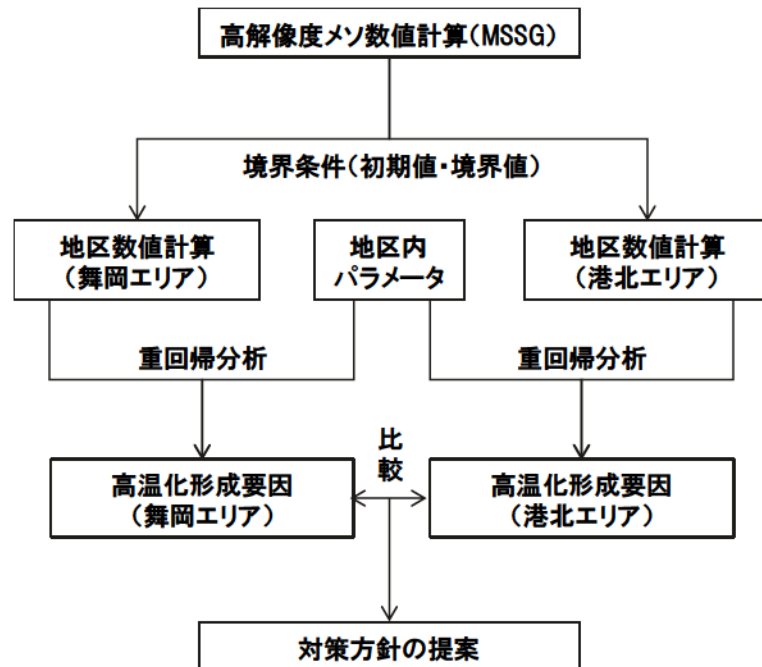 高解像度メソ数値計算(MSSG)
境界条件(初期値・境界値)
地区数値計算
(舞岡エリア)
地区内
パラメータ
地区数値計算
(港北エリア)
重回帰分析
重回帰分析
比
較
高温化形成要因
(舞岡エリア)
高温化形成要因
(港北エリア)
対策方針の提案